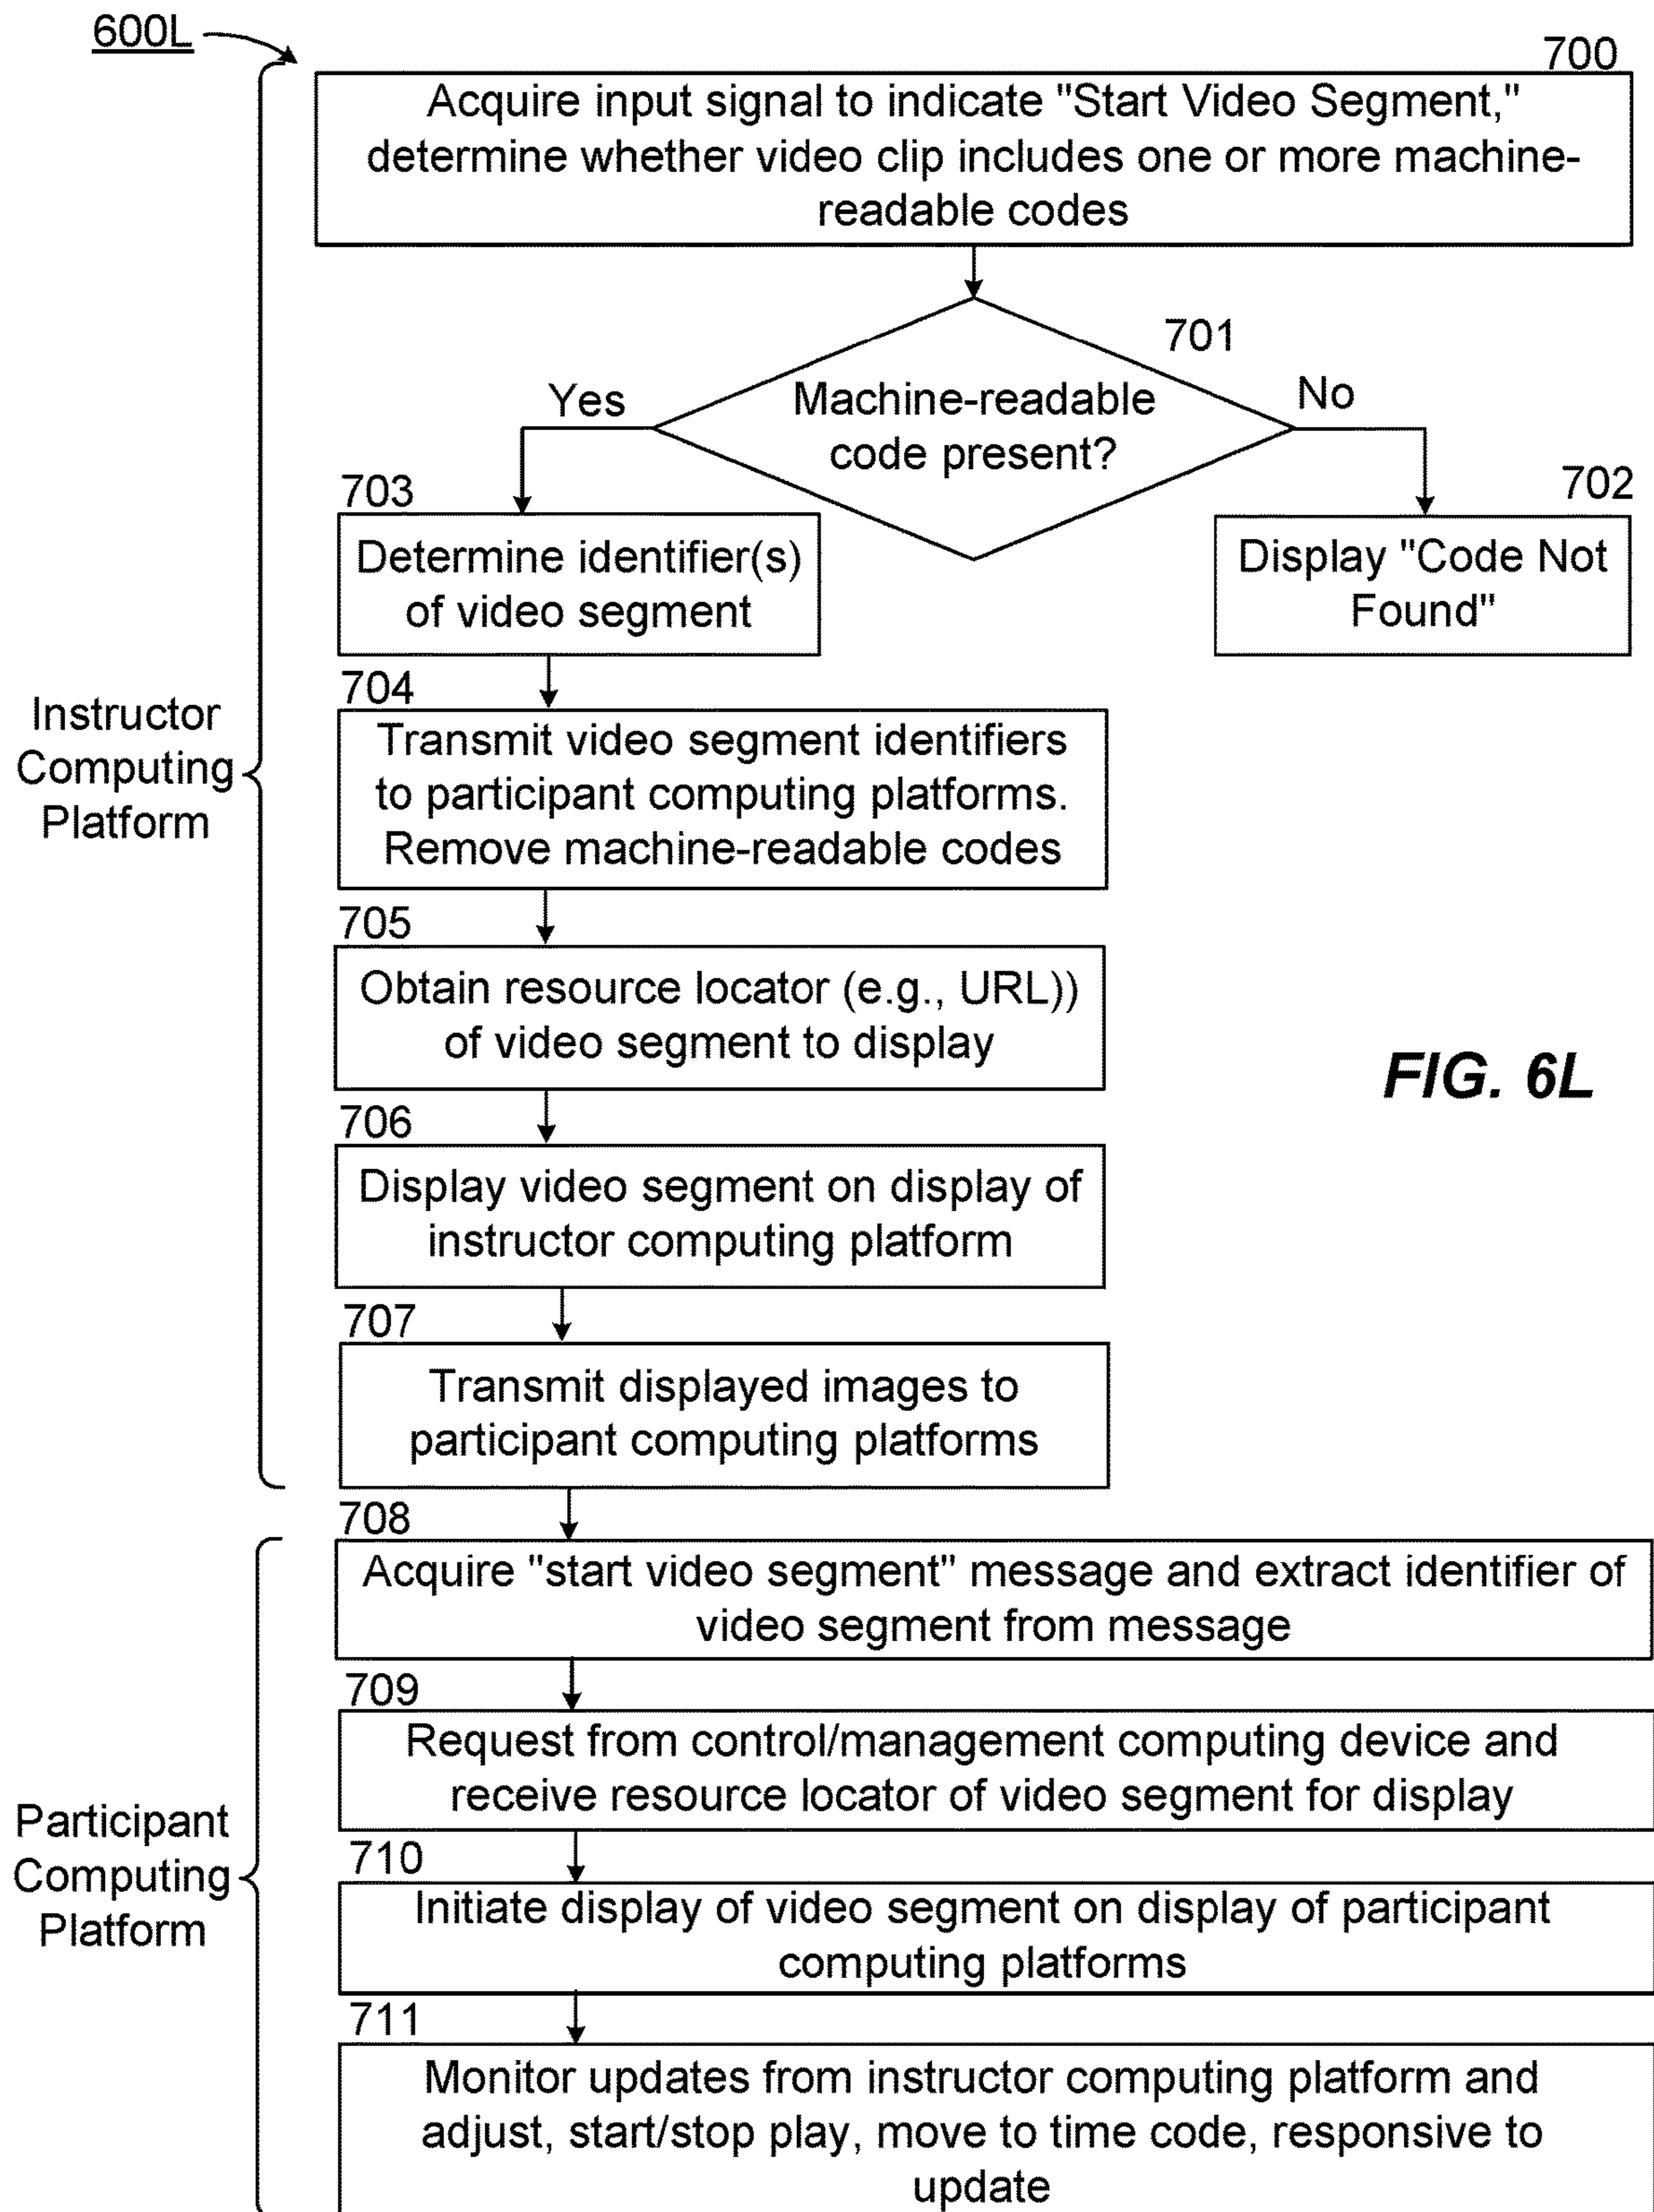 600L
700
Acquire input signal to indicate "Start Video Segment,"
determine whether video clip includes one or more machine-
readable codes
701
Machine-readable
code present?
Yes
No
702
Display "Code Not
Found"
703
Determine identifier(s)
of video segment
704
Transmit video segment identifiers
to participant computing platforms.
Remove machine-readable codes
705
Obtain resource locator (e.g., URL))
of video segment to display
706
Display video segment on display of
instructor computing platform
707
Transmit displayed images to
participant computing platforms
Instructor
Computing
Platform
FIG. 6L
708
Acquire "start video segment" message and extract identifier of
video segment from message
709
Request from control/management computing device and
receive resource locator of video segment for display
710
Initiate display of video segment on display of participant
computing platforms
711
Monitor updates from instructor computing platform and
adjust, start/stop play, move to time code, responsive to
update
Participant
Computing
Platform